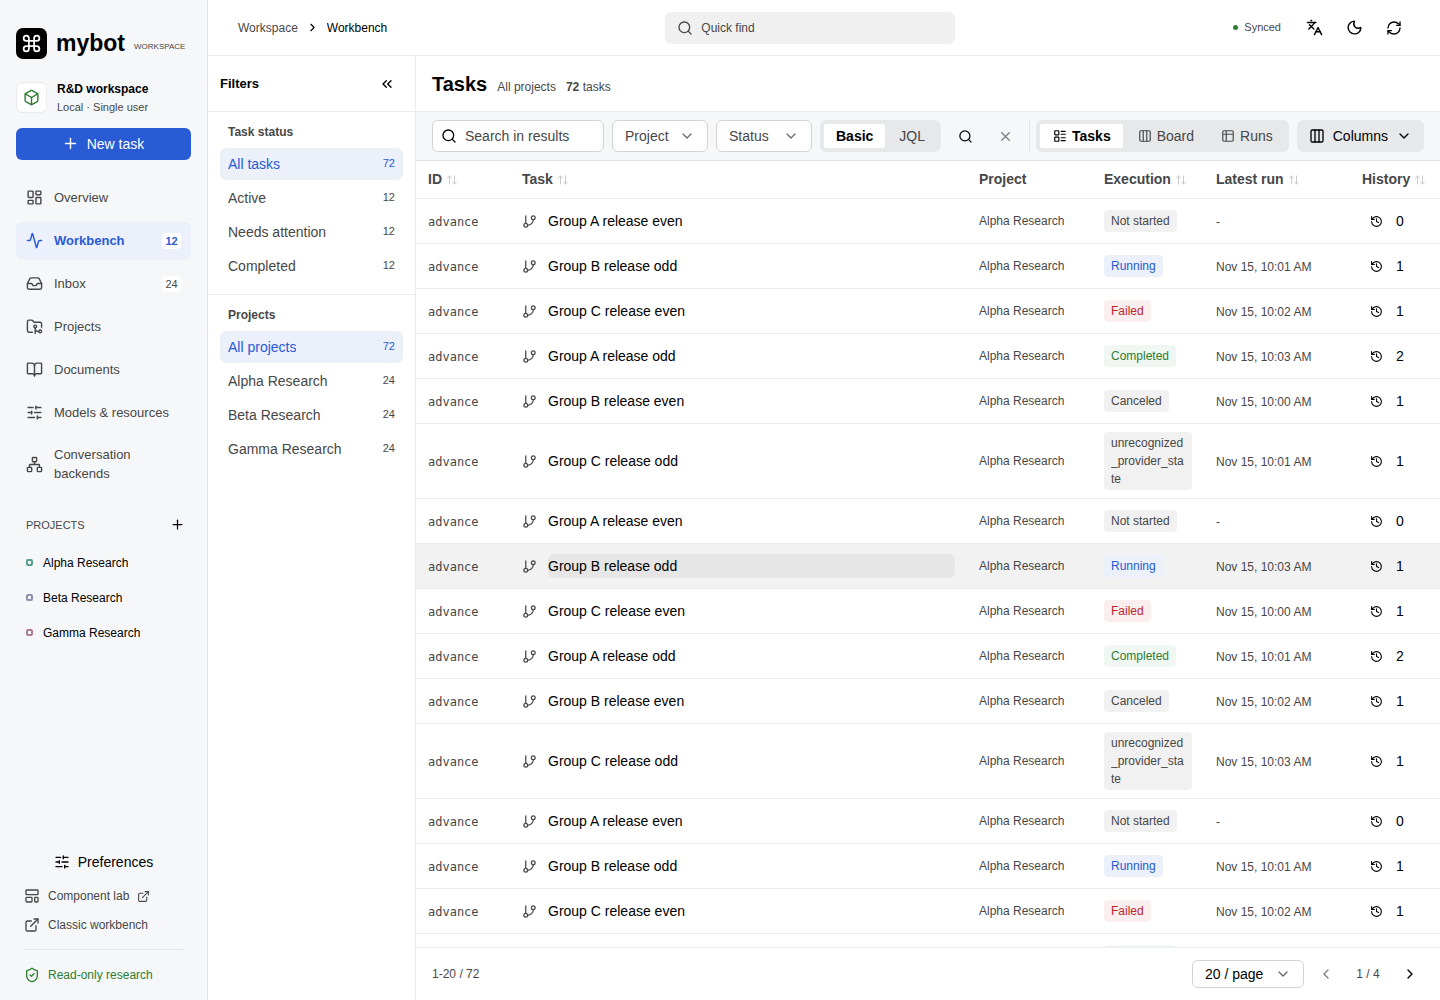 mybot WORKSPACE
R&D workspace
Local · Single user
New task
Overview
Workbench 12
Inbox 24
Projects
Documents
Models & resources
Conversation
backends
PROJECTS
Alpha Research
Beta Research
Gamma Research
Preferences
Component lab
Classic workbench
Read-only research
Workspace Workbench
Quick find
Synced
Filters
Task status
All tasks 72
Active 12
Needs attention 12
Completed 12
Projects
All projects 72
Alpha Research 24
Beta Research 24
Gamma Research 24
Tasks All projects 72 tasks
Search in results Project Status Basic JQL Tasks Board Runs Columns
ID Task Project Execution Latest run History
advance Group A release even Alpha Research Not started - 0
advance Group B release odd Alpha Research Running Nov 15, 10:01 AM 1
advance Group C release even Alpha Research Failed Nov 15, 10:02 AM 1
advance Group A release odd Alpha Research Completed Nov 15, 10:03 AM 2
advance Group B release even Alpha Research Canceled Nov 15, 10:00 AM 1
advance Group C release odd Alpha Research unrecognized
_provider_sta
te Nov 15, 10:01 AM 1
advance Group A release even Alpha Research Not started - 0
advance Group B release odd Alpha Research Running Nov 15, 10:03 AM 1
advance Group C release even Alpha Research Failed Nov 15, 10:00 AM 1
advance Group A release odd Alpha Research Completed Nov 15, 10:01 AM 2
advance Group B release even Alpha Research Canceled Nov 15, 10:02 AM 1
advance Group C release odd Alpha Research unrecognized
_provider_sta
te Nov 15, 10:03 AM 1
advance Group A release even Alpha Research Not started - 0
advance Group B release odd Alpha Research Running Nov 15, 10:01 AM 1
advance Group C release even Alpha Research Failed Nov 15, 10:02 AM 1
1-20 / 72 20 / page 1 / 4